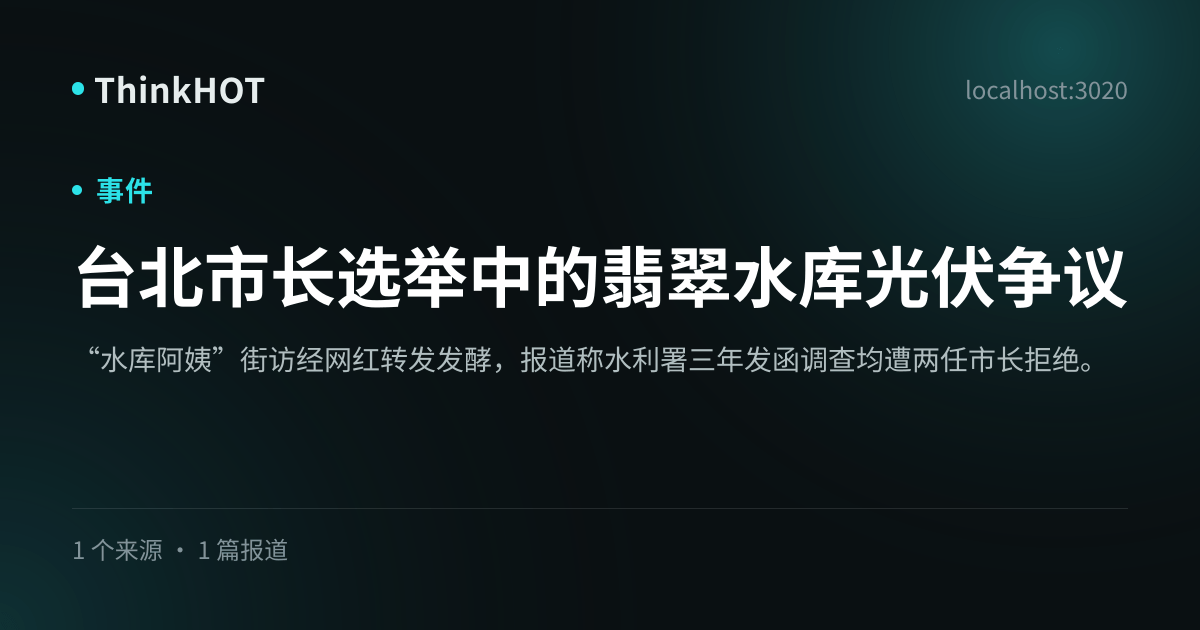 ThinkHOT
localhost:3020
事件
台北市长选举中的翡翠水库光伏争议
“水库阿姨”街访经网红转发发酵，报道称水利署三年发函调查均遭两任市长拒绝。
1 个来源 · 1 篇报道